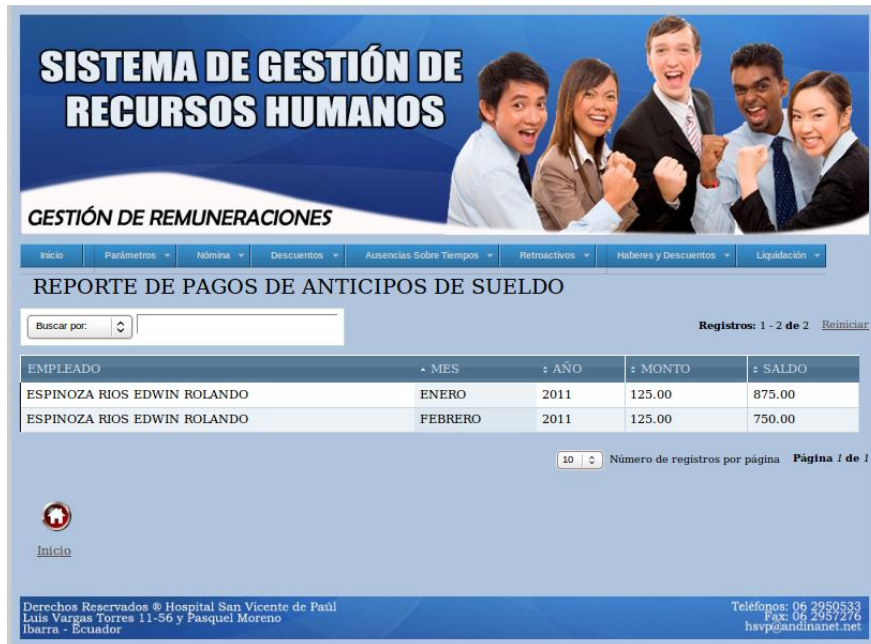 SISTEMA DE GESTIÓN DE
RECURSOS HUMANOS
GESTIÓN DE REMUNERACIONES
Inicio Parámetros Nómina Descuentos Ausencias Sobre Tiempos Retroactivos Haberes y Descuentos Liquidación
REPORTE DE PAGOS DE ANTICIPOS DE SUELDO
Buscar por: Registros: 1 - 2 de 2 Reiniciar
EMPLEADO MES AÑO MONTO SALDO
ESPINOZA RIOS EDWIN ROLANDO ENERO 2011 125.00 875.00
ESPINOZA RIOS EDWIN ROLANDO FEBRERO 2011 125.00 750.00
10 Número de registros por página Página 1 de 1
Inicio
Derechos Reservados ® Hospital San Vicente de Paúl Teléfonos: 06 2950533
Luis Vargas Torres 11-56 y Pasquel Moreno Fax: 06 2957276
Ibarra - Ecuador hsvp@andinanet.net